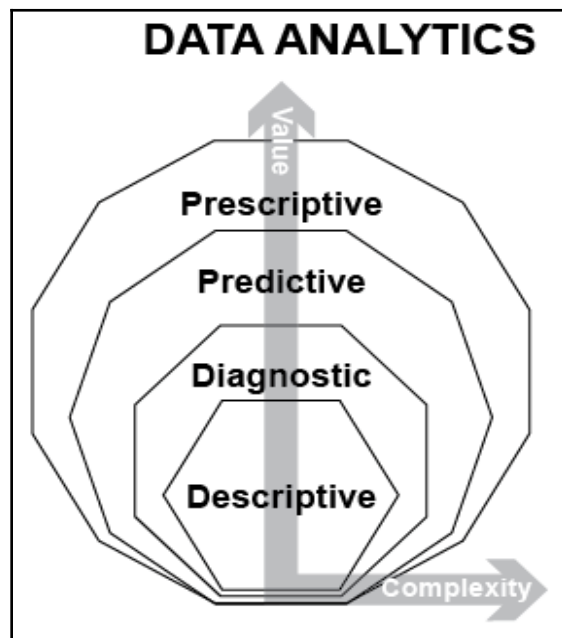 DATA ANALYTICS
Value
Prescriptive
Predictive
Diagnostic
Descriptive
Complexity